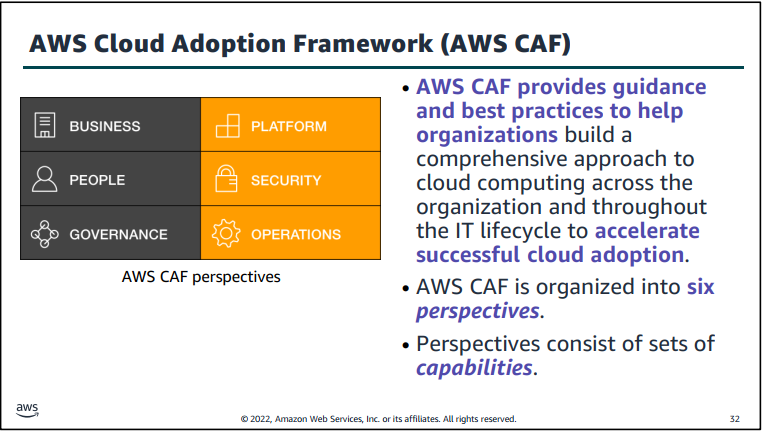 AWS Cloud Adoption Framework (AWS CAF)
BUSINESS
PLATFORM
PEOPLE
SECURITY
GOVERNANCE
OPERATIONS
AWS CAF perspectives
• AWS CAF provides guidance
and best practices to help
organizations build a
comprehensive approach to
cloud computing across the
organization and throughout
the IT lifecycle to accelerate
successful cloud adoption.
• AWS CAF is organized into six
perspectives.
• Perspectives consist of sets of
capabilities.
aws
© 2022, Amazon Web Services, Inc. or its affiliates. All rights reserved.
32